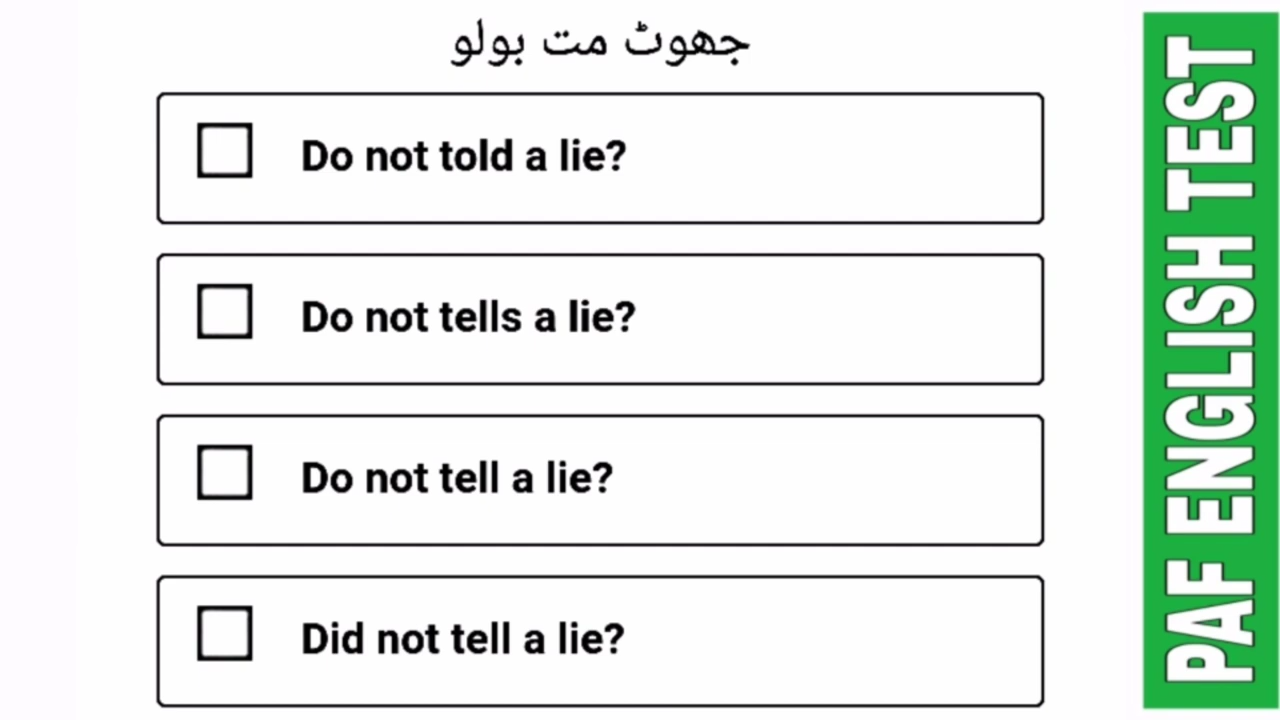 جھوٹ مت بولو
Do not told a lie?
Do not tells a lie?
Do not tell a lie?
Did not tell a lie?
PAF ENGLISH TEST